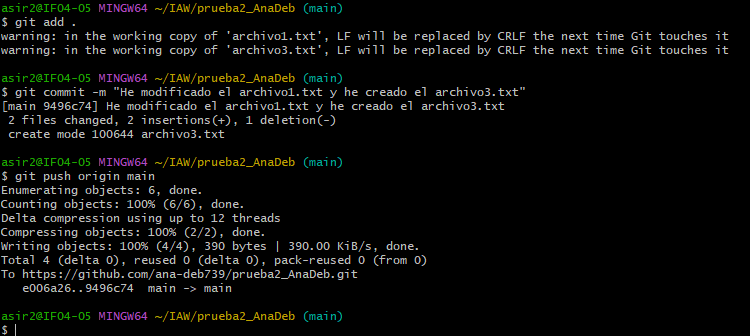 asir2@IF04-05 MINGW64 ~/IAW/prueba2_AnaDeb (main)
$ git add .
warning: in the working copy of 'archivo1.txt', LF will be replaced by CRLF the next time Git touches it
warning: in the working copy of 'archivo3.txt', LF will be replaced by CRLF the next time Git touches it
asir2@IF04-05 MINGW64 ~/IAW/prueba2_AnaDeb (main)
$ git commit -m "He modificado el archivo1.txt y he creado el archivo3.txt"
[main 9496c74] He modificado el archivo1.txt y he creado el archivo3.txt
 2 files changed, 2 insertions(+), 1 deletion(-)
 create mode 100644 archivo3.txt
asir2@IF04-05 MINGW64 ~/IAW/prueba2_AnaDeb (main)
$ git push origin main
Enumerating objects: 6, done.
Counting objects: 100% (6/6), done.
Delta compression using up to 12 threads
Compressing objects: 100% (2/2), done.
Writing objects: 100% (4/4), 390 bytes | 390.00 KiB/s, done.
Total 4 (delta 0), reused 0 (delta 0), pack-reused 0 (from 0)
To https://github.com/ana-deb739/prueba2_AnaDeb.git
   e006a26..9496c74  main -> main
asir2@IF04-05 MINGW64 ~/IAW/prueba2_AnaDeb (main)
$